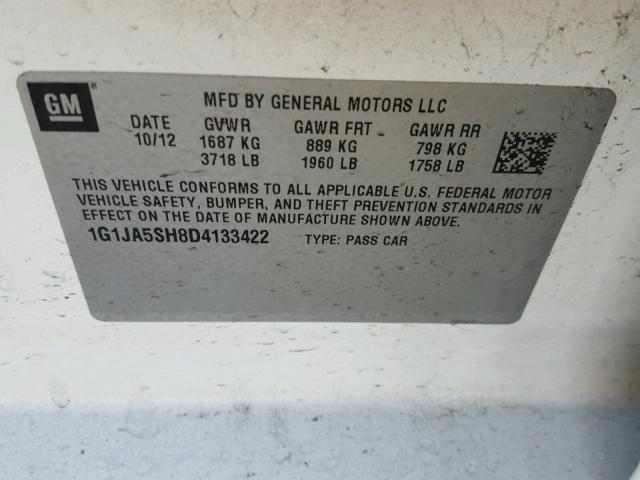 GM®
MFD BY GENERAL MOTORS LLC
DATE GVWR GAWR FRT GAWR RR
10/12 1687 KG 889 KG 798 KG
3718 LB 1960 LB 1758 LB
THIS VEHICLE CONFORMS TO ALL APPLICABLE U.S. FEDERAL MOTOR
VEHICLE SAFETY, BUMPER, AND THEFT PREVENTION STANDARDS IN
EFFECT ON THE DATE OF MANUFACTURE SHOWN ABOVE.
1G1JA5SH8D4133422 TYPE: PASS CAR